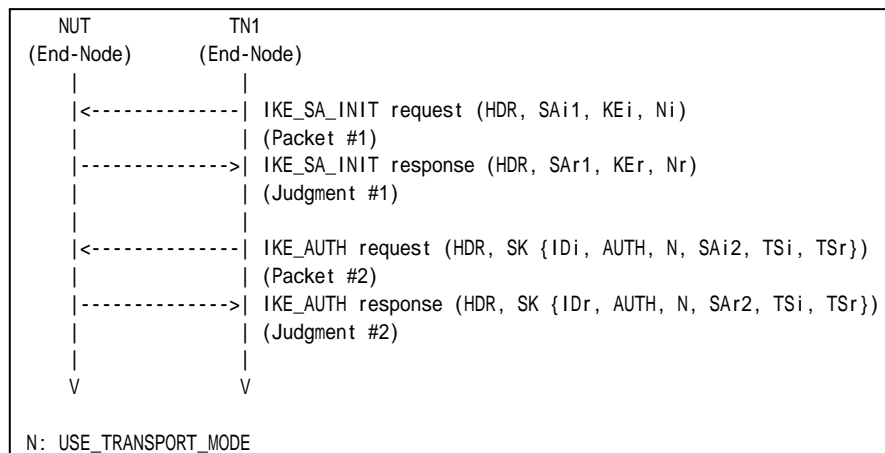 NUT TN1
(End-Node) (End-Node)
| |
|<--------------| IKE_SA_INIT request (HDR, SAi1, KEi, Ni)
| | (Packet #1)
|-------------->| IKE_SA_INIT response (HDR, SAr1, KEr, Nr)
| | (Judgment #1)
| |
|<--------------| IKE_AUTH request (HDR, SK {IDi, AUTH, N, SAi2, TSi, TSr})
| | (Packet #2)
|-------------->| IKE_AUTH response (HDR, SK {IDr, AUTH, N, SAr2, TSi, TSr})
| | (Judgment #2)
| |
V V
N: USE_TRANSPORT_MODE